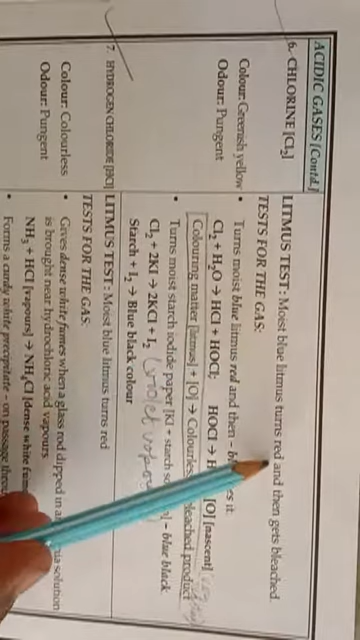 ACIDIC GASES [Contd.]
6. CHLORINE [Cl₂]
Colour: Greenish yellow
Odour: Pungent
LITMUS TEST: Moist blue litmus turns red and then gets bleached.
TESTS FOR THE GAS:
• Turns moist blue litmus red and then - it.
Cl₂ + H₂O → HCl + HOCl; HOCl → [O] [nascent]
Colouring matter [litmus] + [O] → product
• Turns moist starch iodide paper [KI + starch - blue black.
Cl₂ + 2KI → 2KCl + I₂ (violet
Starch + I₂ → Blue black colour
7. HYDROGEN CHLORIDE [HCl]
Colour: Colourless
Odour: Pungent
LITMUS TEST: Moist blue litmus turns red
TESTS FOR THE GAS:
• Gives dense white fumes when a glass rod dipped in solution
is brought near hydrochloric acid vapours
NH₃ + HCl [vapours] → NH₄Cl [dense white
• Forms a curdy white precipitate - on passage